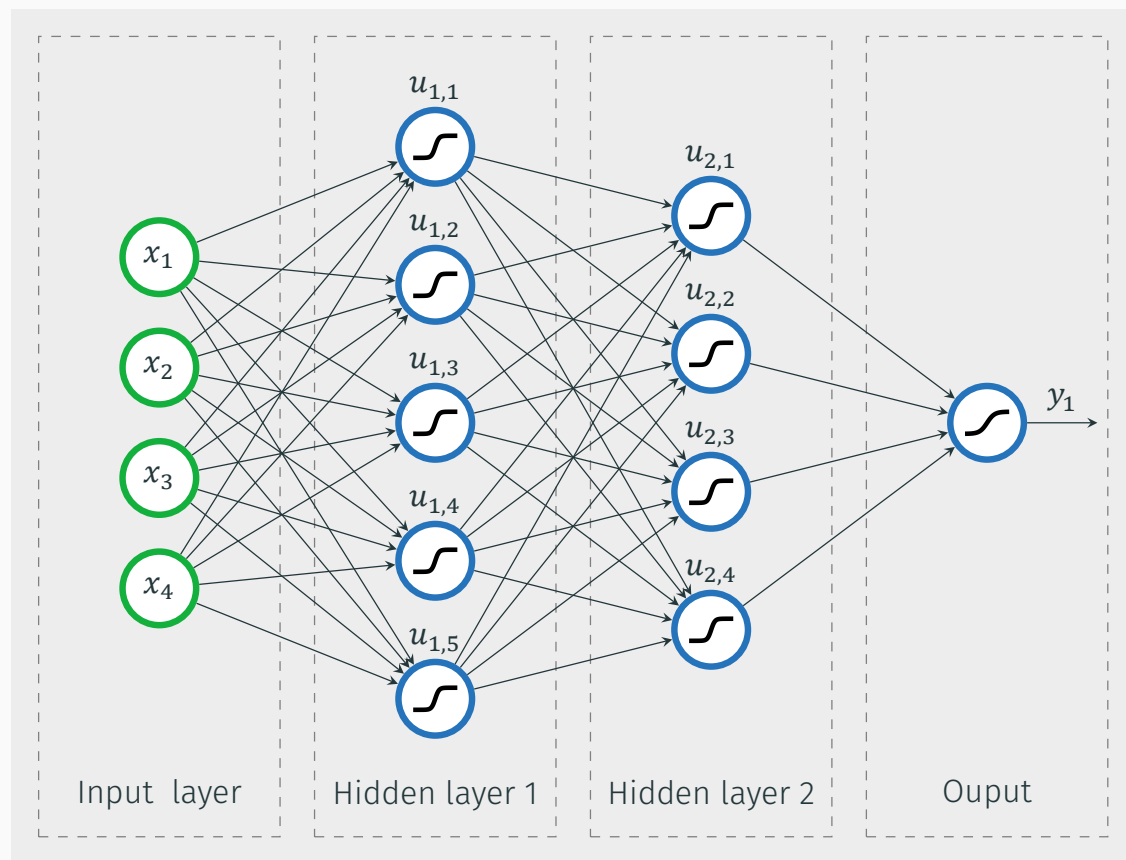 x₁
x₂
x₃
x₄
Input layer
u₁,₁
u₁,₂
u₁,₃
u₁,₄
u₁,₅
Hidden layer 1
u₂,₁
u₂,₂
u₂,₃
u₂,₄
Hidden layer 2
y₁
Ouput